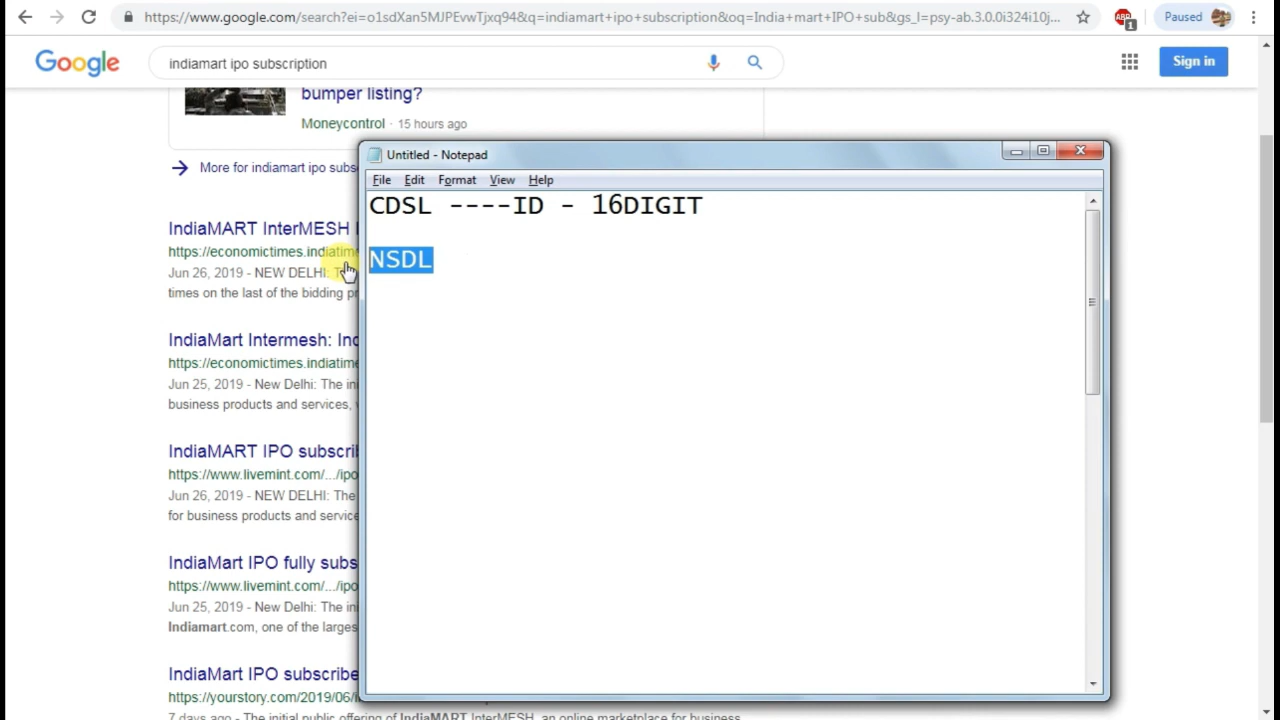 https://www.google.com/search?ei=o1sdXan5MJPEvwTjxq94&q=indiamart+ipo+subscription&oq=India+mart+IPO+sub&gs_l=psy-ab.3.0.0i324i10j...
ABP
1
Paused
Google
indiamart ipo subscription
Sign in
bumper listing?
Moneycontrol · 15 hours ago
More for indiamart ipo subs
Untitled - Notepad
File Edit Format View Help
CDSL ----ID - 16DIGIT
NSDL
IndiaMART InterMESH
https://economictimes.indiatime
Jun 26, 2019 - NEW DELHI:
times on the last of the bidding
IndiaMart Intermesh:
https://economictimes.indiatime
Jun 25, 2019 - New Delhi: The
business products and services,
IndiaMART IPO subscri
https://www.livemint.com/.../ipo
Jun 26, 2019 - NEW DELHI: The
for business products and service
IndiaMart IPO fully subs
https://www.livemint.com/.../ipo
Jun 25, 2019 - New Delhi: The
Indiamart.com, one of the larges
IndiaMart IPO subscribe
https://yourstory.com/2019/06/
7 days ago - The initial public offering of IndiaMART InterMESH, an online marketplace for business